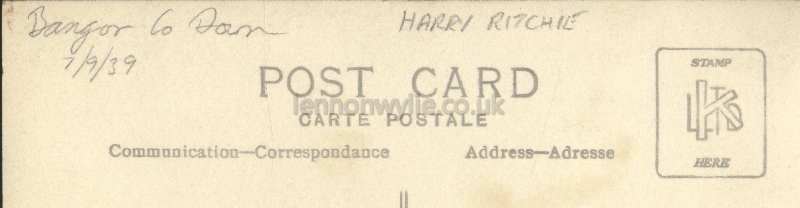 Bangor Co Down
HARRY RITCHIE
7/9/39
POST CARD
lennonwylie.co.uk
CARTE POSTALE
Communication—Correspondance
Address—Adresse
STAMP
HERE